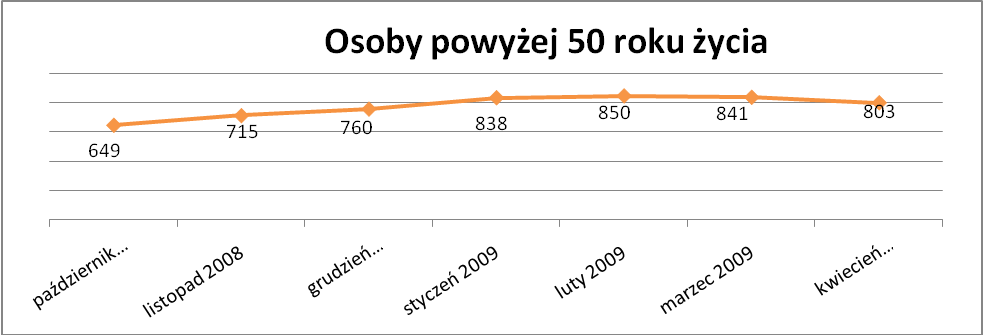 Osoby powyżej 50 roku życia
649
715
760
838
850
841
803
październik...
listopad 2008
grudzień...
styczeń 2009
luty 2009
marzec 2009
kwiecień...